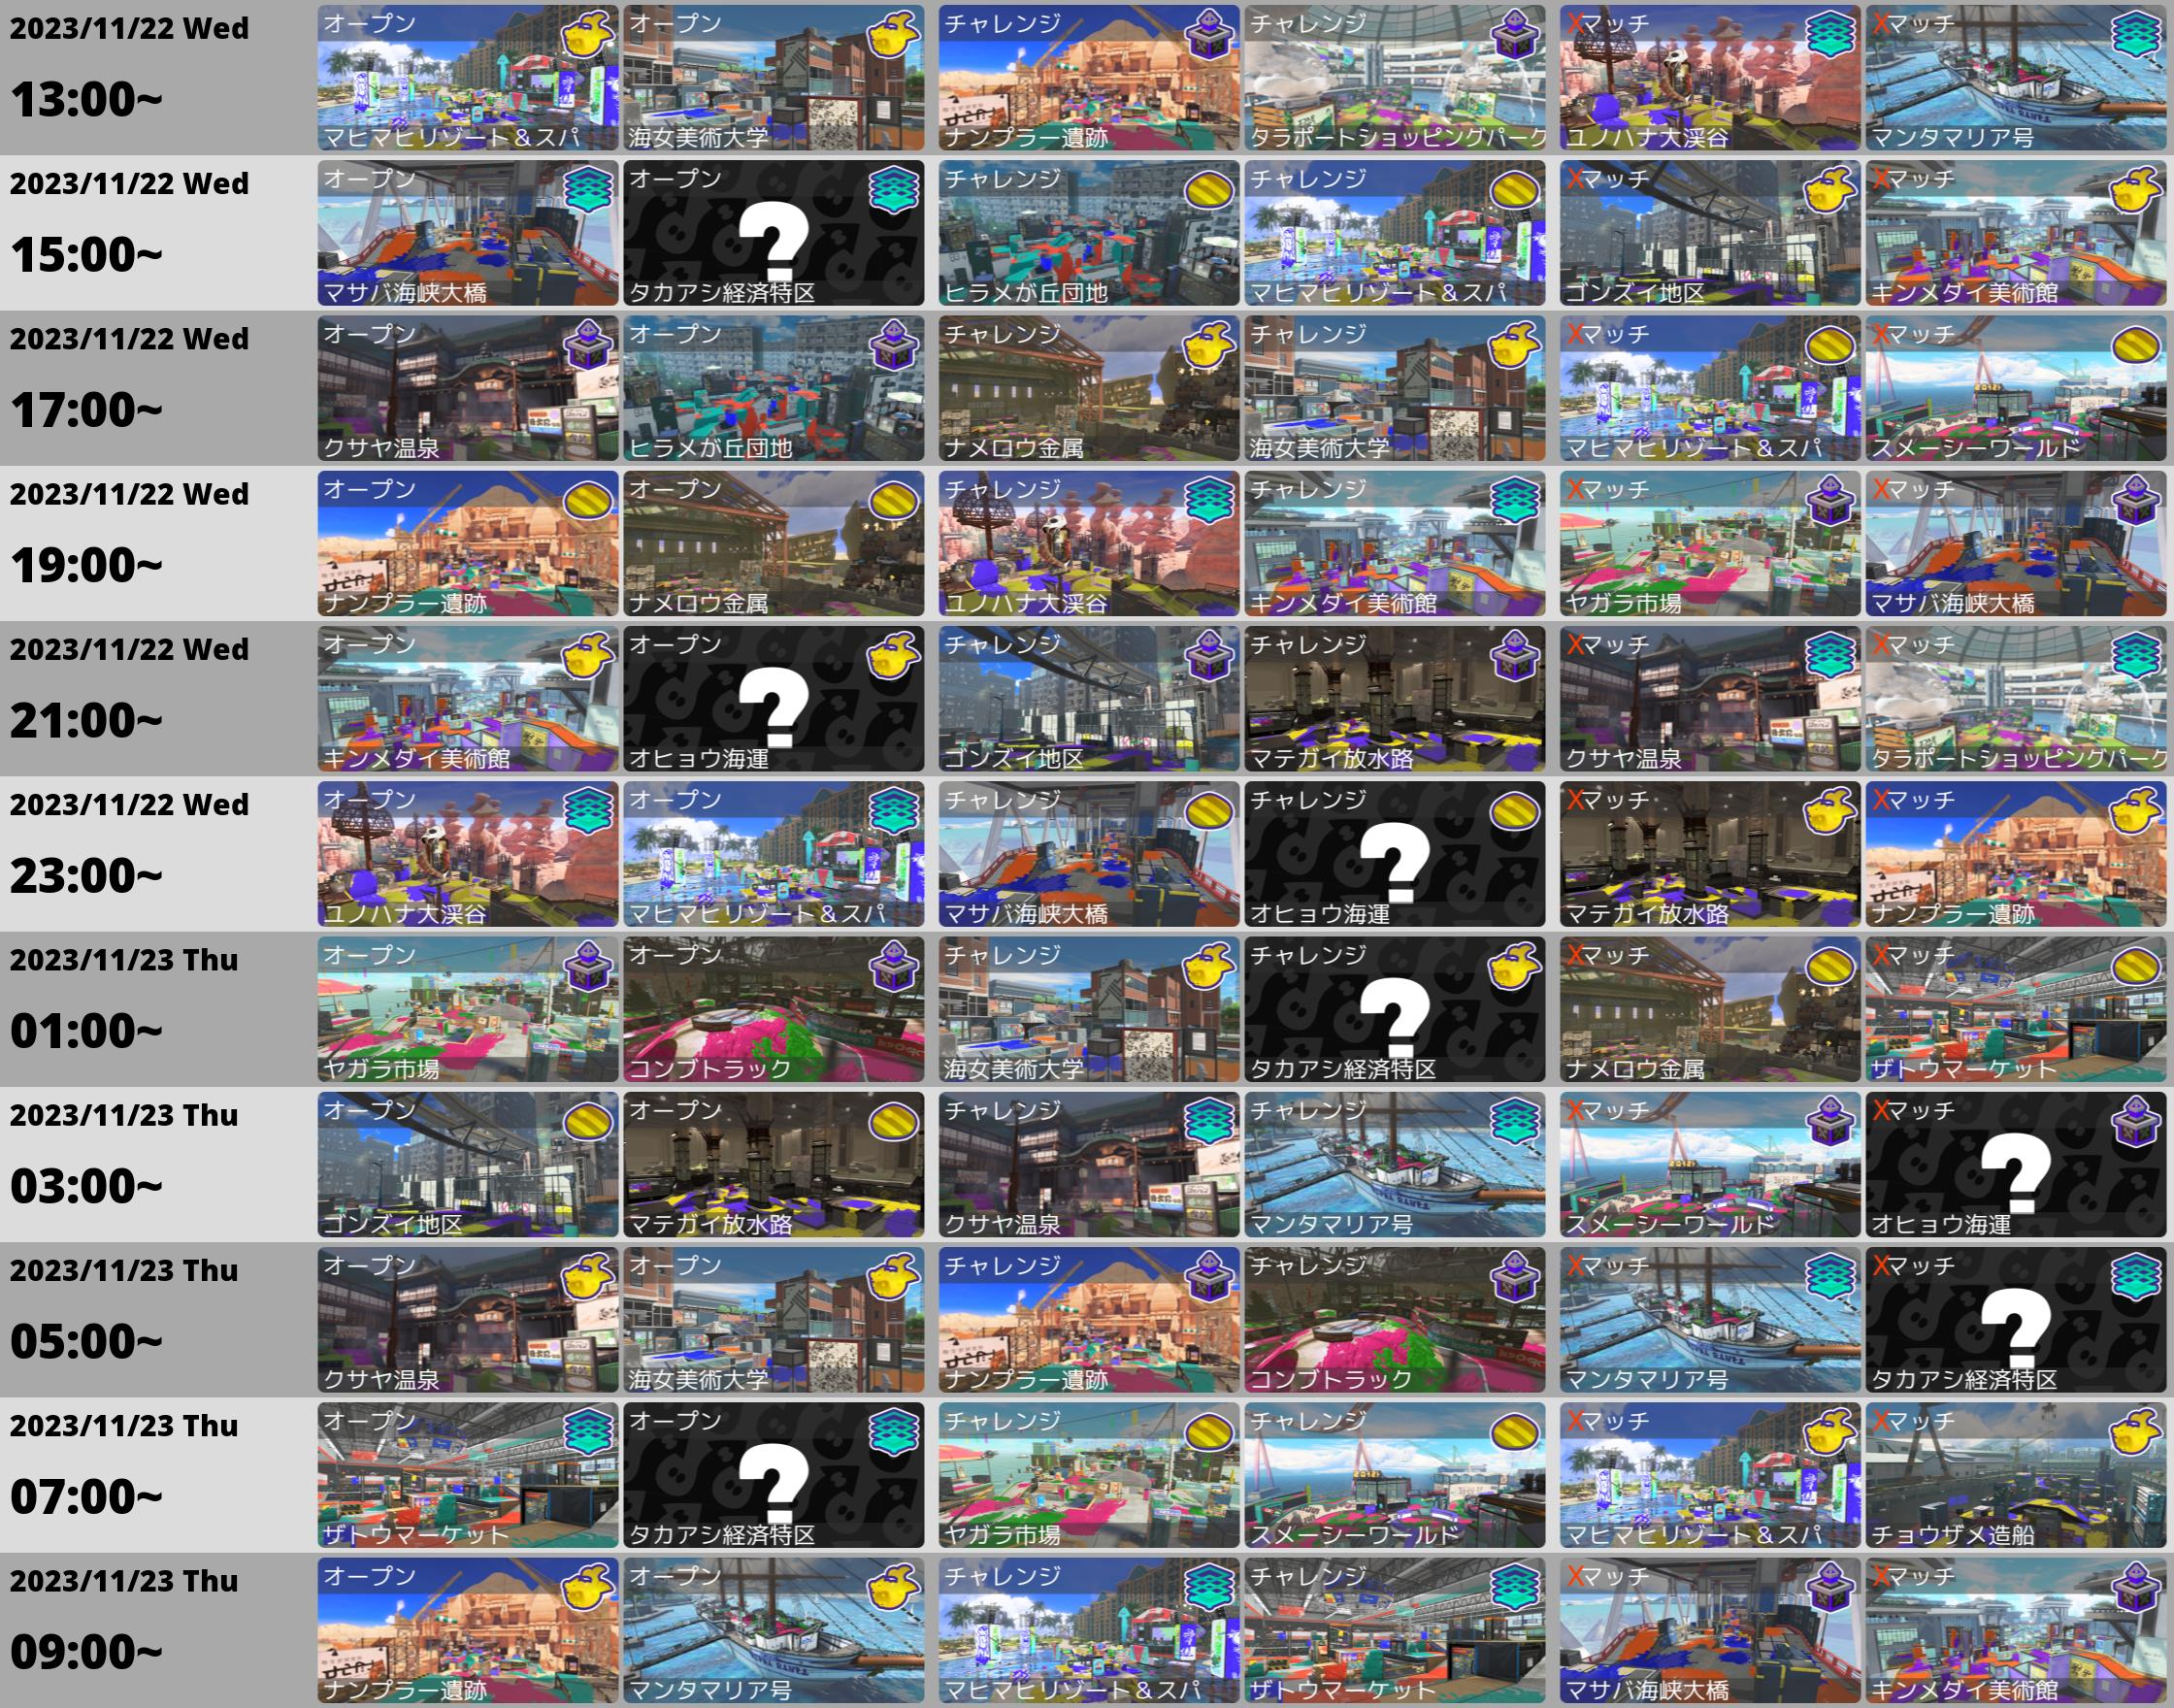 2023/11/22 Wed
13:00~
オープン
マヒマヒリゾート＆スパ
オープン
海女美術大学
チャレンジ
ナンプラー遺跡
チャレンジ
タラポートショッピングパーク
Xマッチ
ユノハナ大渓谷
Xマッチ
マンタマリア号
2023/11/22 Wed
15:00~
オープン
マサバ海峡大橋
オープン
?
タカアシ経済特区
チャレンジ
ヒラメが丘団地
チャレンジ
マヒマヒリゾート＆スパ
Xマッチ
ゴンズイ地区
Xマッチ
キンメダイ美術館
2023/11/22 Wed
17:00~
オープン
クサヤ温泉
オープン
ヒラメが丘団地
チャレンジ
ナメロウ金属
チャレンジ
海女美術大学
Xマッチ
マヒマヒリゾート＆スパ
Xマッチ
スメーシーワールド
2023/11/22 Wed
19:00~
オープン
ナンプラー遺跡
オープン
ナメロウ金属
チャレンジ
ユノハナ大渓谷
チャレンジ
キンメダイ美術館
Xマッチ
ヤガラ市場
Xマッチ
マサバ海峡大橋
2023/11/22 Wed
21:00~
オープン
キンメダイ美術館
オープン
?
オヒョウ海運
チャレンジ
ゴンズイ地区
チャレンジ
マテガイ放水路
Xマッチ
クサヤ温泉
Xマッチ
タラポートショッピングパーク
2023/11/22 Wed
23:00~
オープン
ユノハナ大渓谷
オープン
マヒマヒリゾート＆スパ
チャレンジ
マサバ海峡大橋
チャレンジ
?
オヒョウ海運
Xマッチ
マテガイ放水路
Xマッチ
ナンプラー遺跡
2023/11/23 Thu
01:00~
オープン
ヤガラ市場
オープン
コンブトラック
チャレンジ
海女美術大学
チャレンジ
?
タカアシ経済特区
Xマッチ
ナメロウ金属
Xマッチ
ザトウマーケット
2023/11/23 Thu
03:00~
オープン
ゴンズイ地区
オープン
マテガイ放水路
チャレンジ
クサヤ温泉
チャレンジ
マンタマリア号
Xマッチ
スメーシーワールド
Xマッチ
?
オヒョウ海運
2023/11/23 Thu
05:00~
オープン
クサヤ温泉
オープン
海女美術大学
チャレンジ
ナンプラー遺跡
チャレンジ
コンブトラック
Xマッチ
マンタマリア号
Xマッチ
?
タカアシ経済特区
2023/11/23 Thu
07:00~
オープン
ザトウマーケット
オープン
?
タカアシ経済特区
チャレンジ
ヤガラ市場
チャレンジ
スメーシーワールド
Xマッチ
マヒマヒリゾート＆スパ
Xマッチ
チョウザメ造船
2023/11/23 Thu
09:00~
オープン
ナンプラー遺跡
オープン
マンタマリア号
チャレンジ
マヒマヒリゾート＆スパ
チャレンジ
ザトウマーケット
Xマッチ
マサバ海峡大橋
Xマッチ
キンメダイ美術館